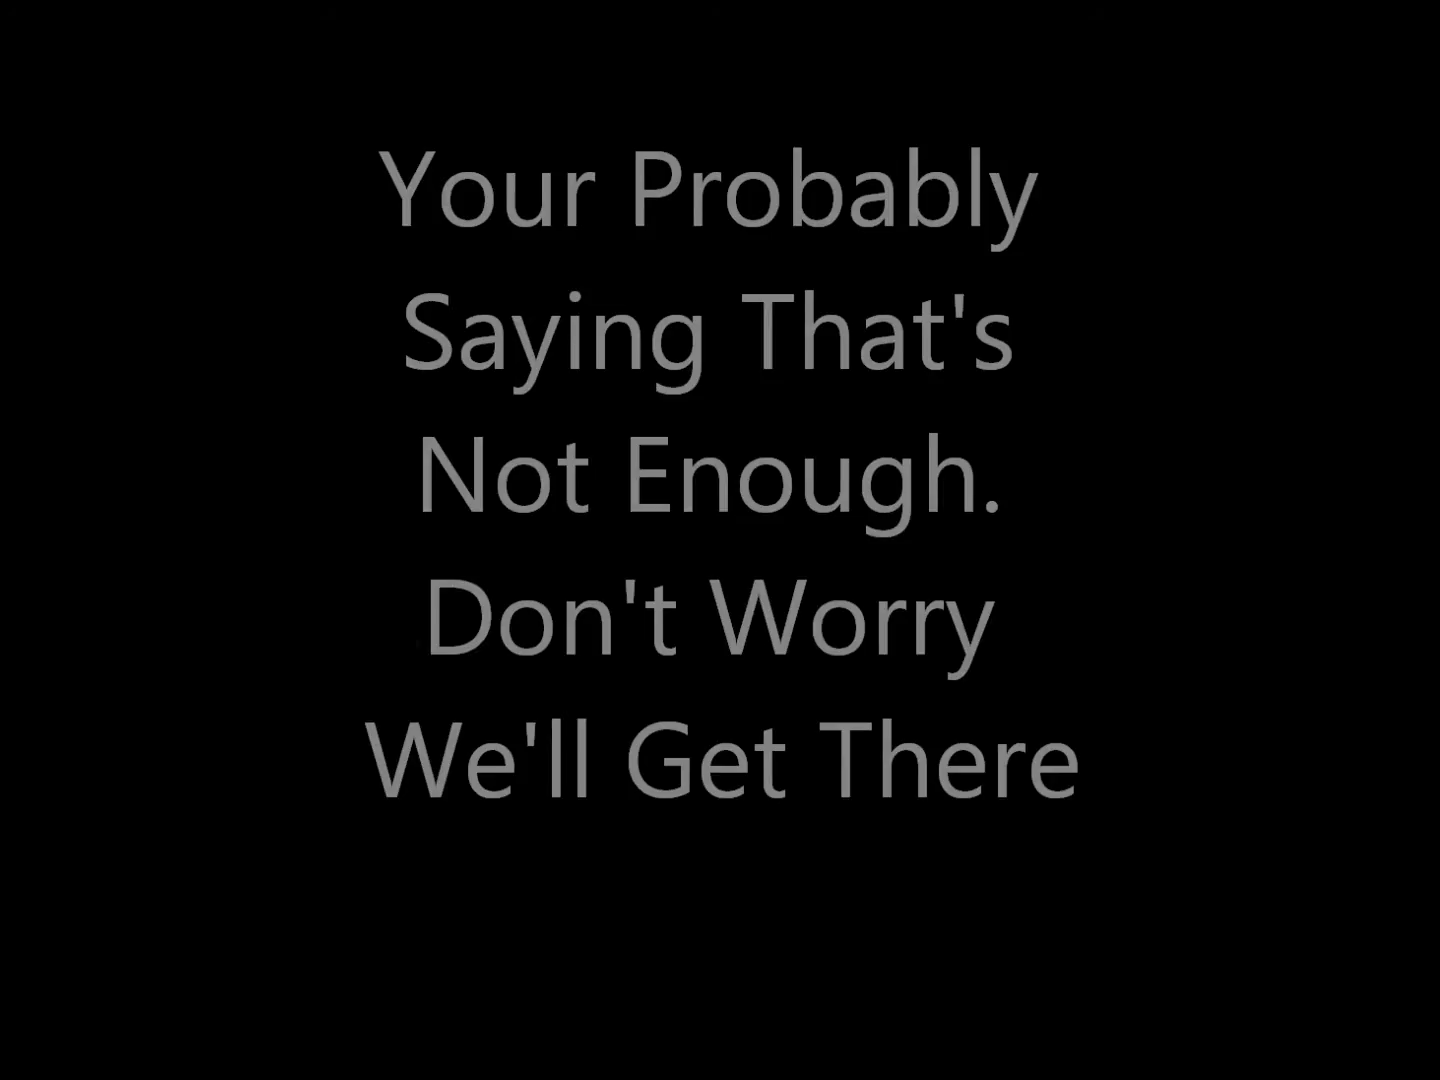 Your Probably
Saying That's
Not Enough.
Don't Worry
We'll Get There